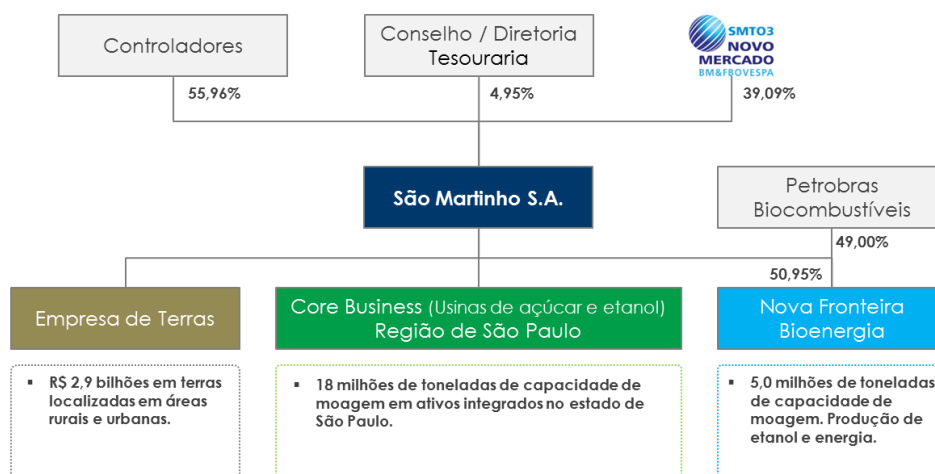 Controladores
Conselho / Diretoria
Tesouraria
SMTO3
NOVO
MERCADO
BM&FBOVESPA
55,96%
4,95%
39,09%
São Martinho S.A.
Petrobras
Biocombustíveis
49,00%
50,95%
Empresa de Terras
Core Business (Usinas de açúcar e etanol)
Região de São Paulo
Nova Fronteira
Bioenergia
▪ R$ 2,9 bilhões em terras
localizadas em áreas
rurais e urbanas.
▪ 18 milhões de toneladas de capacidade de
moagem em ativos integrados no estado de
São Paulo.
▪ 5,0 milhões de toneladas
de capacidade de
moagem. Produção de
etanol e energia.